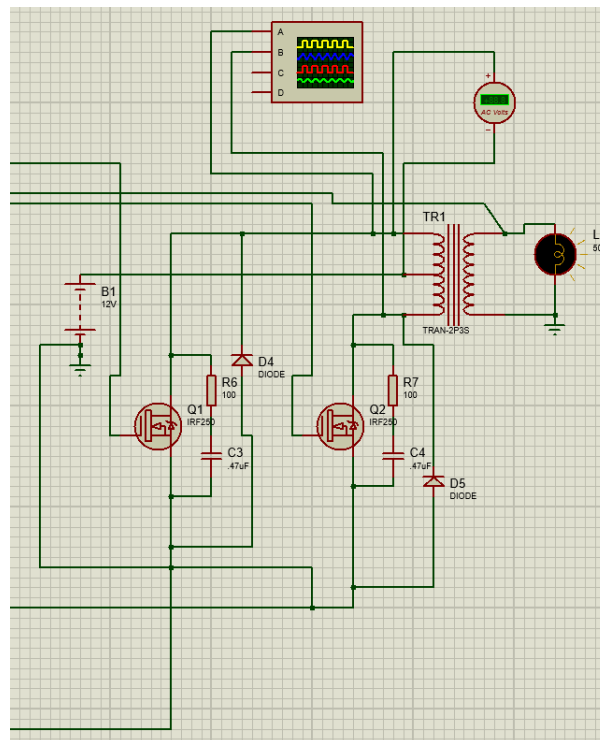 A
B
C
D
+
AC Volts
TR1
L
50
B1
12V
TRAN-2P3S
D4
DIODE
R6
100
R7
100
Q1
IRF250
Q2
IRF250
C3
.47uF
C4
.47uF
D5
DIODE